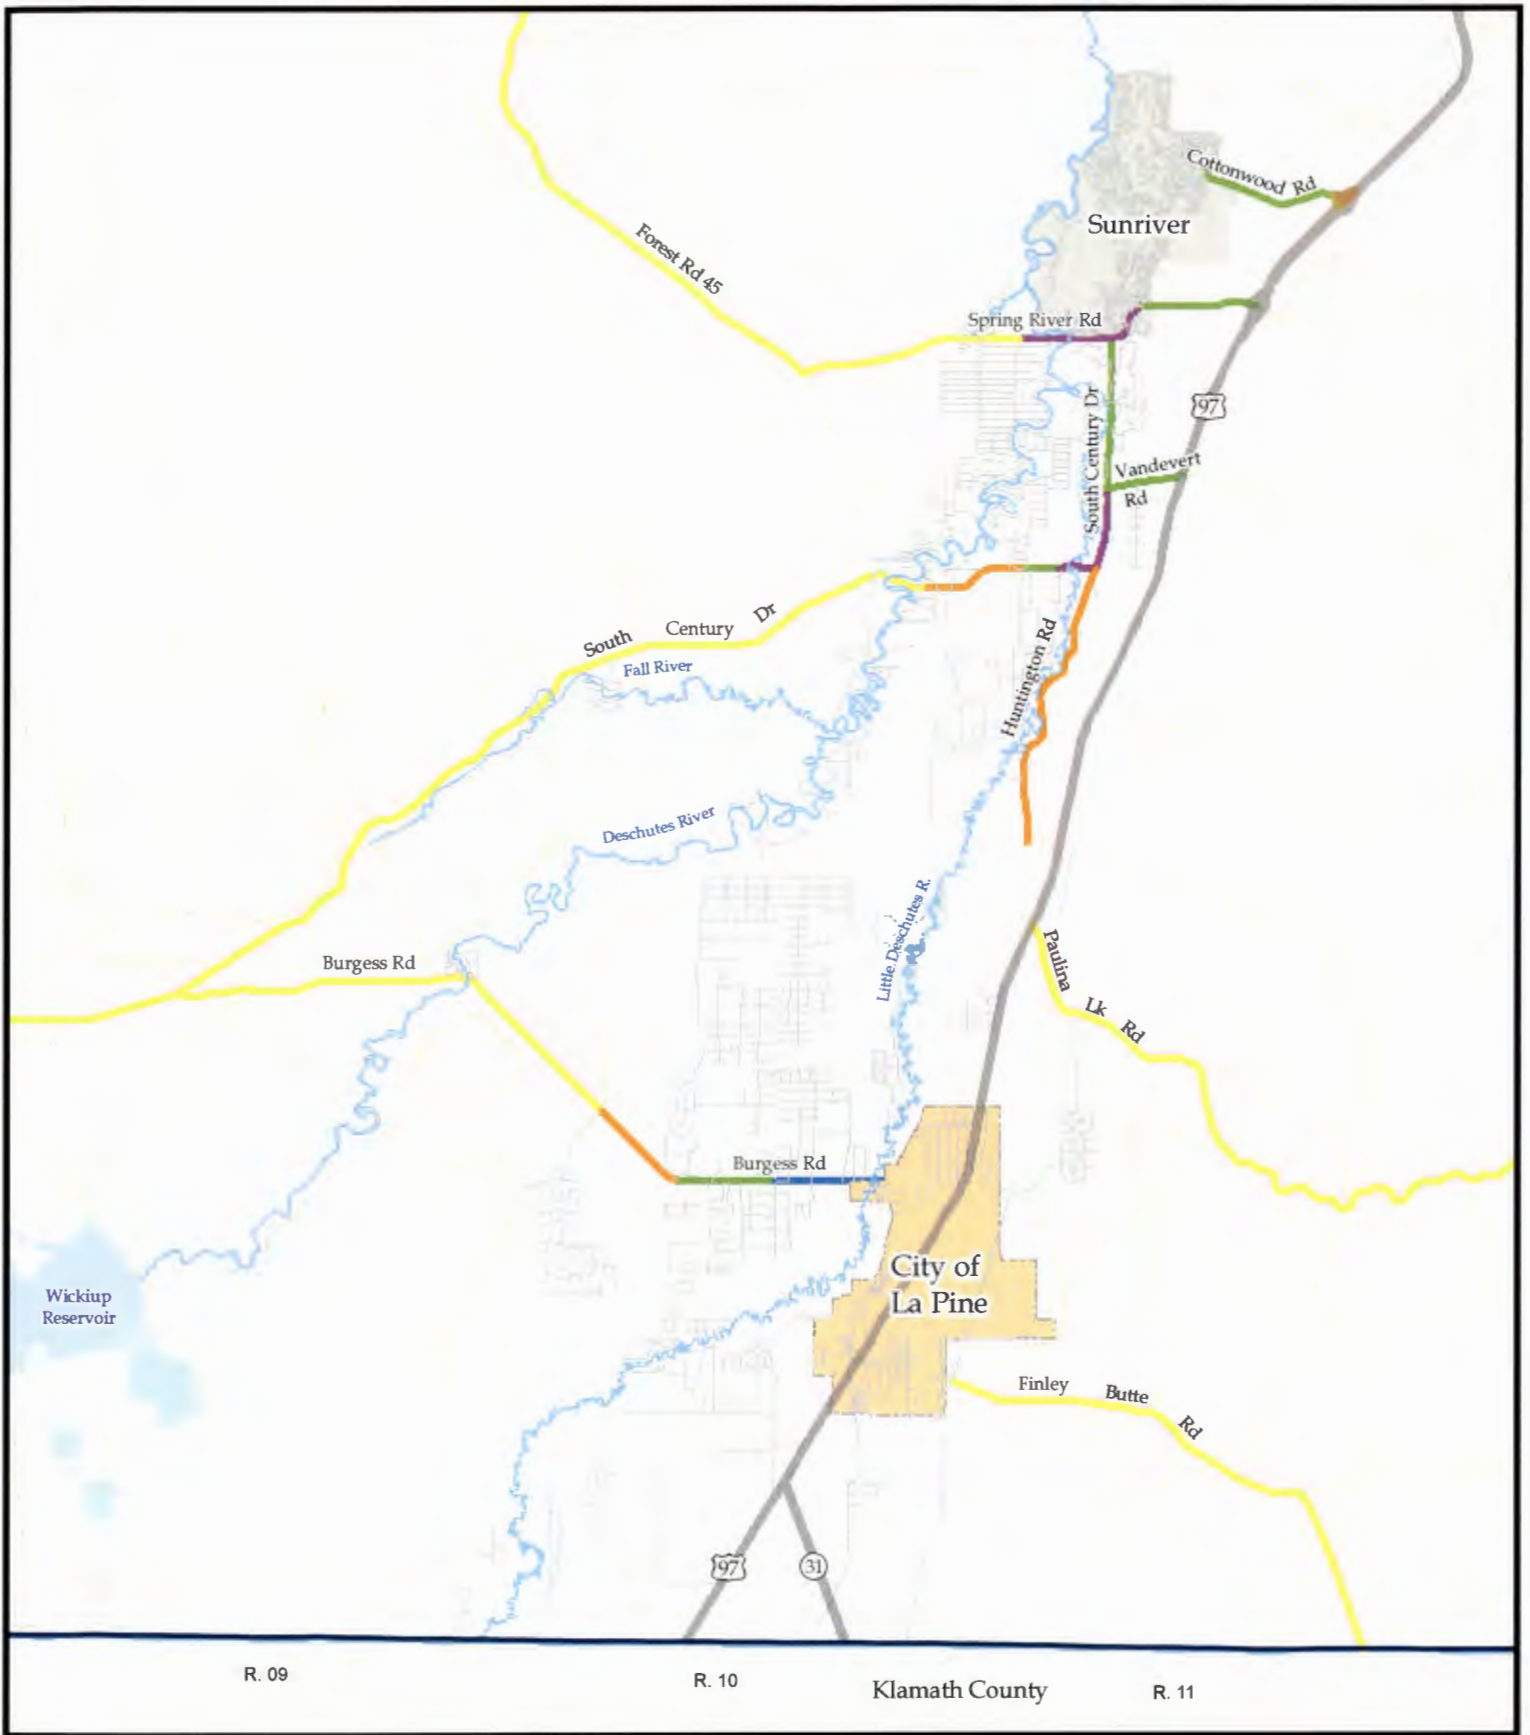 Cottonwood Rd
Sunriver
Forest Rd 45
Spring River Rd
97
South Century Dr
Vandevert
Rd
South Century Dr
Fall River
Huntington Rd
Deschutes River
Little Deschutes R.
Burgess Rd
Paulina Lk Rd
Burgess Rd
City of
La Pine
Wickiup
Reservoir
Finley Butte Rd
97
31
R. 09
R. 10
Klamath County
R. 11